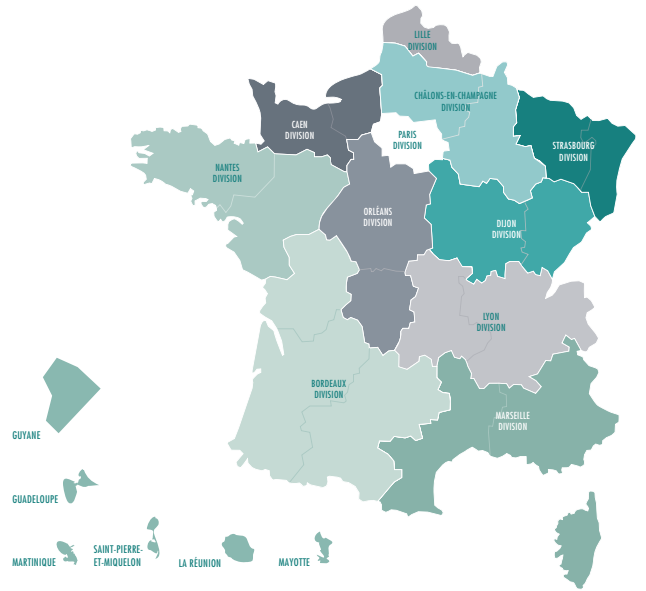 LILLE
DIVISION
CHÂLONS-EN-CHAMPAGNE
DIVISION
CAEN
DIVISION
PARIS
DIVISION
STRASBOURG
DIVISION
NANTES
DIVISION
ORLÉANS
DIVISION
DIJON
DIVISION
LYON
DIVISION
BORDEAUX
DIVISION
MARSEILLE
DIVISION
GUYANE
GUADELOUPE
MARTINIQUE
SAINT-PIERRE-
ET-MIQUELON
LA RÉUNION
MAYOTTE